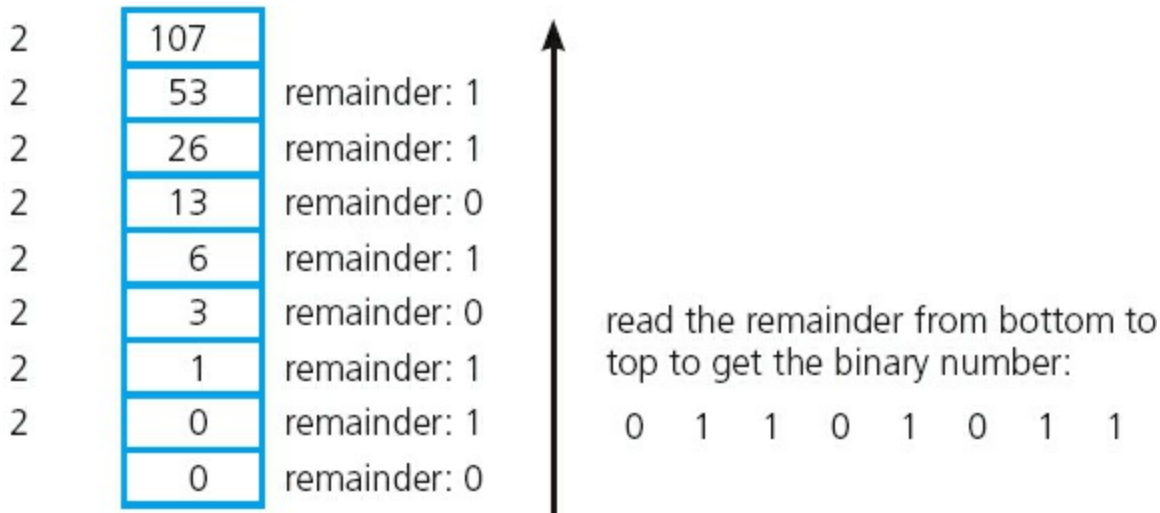 2 107
2 53 remainder: 1
2 26 remainder: 1
2 13 remainder: 0
2 6 remainder: 1
2 3 remainder: 0
2 1 remainder: 1
2 0 remainder: 1
0 remainder: 0
read the remainder from bottom to
top to get the binary number:
0 1 1 0 1 0 1 1